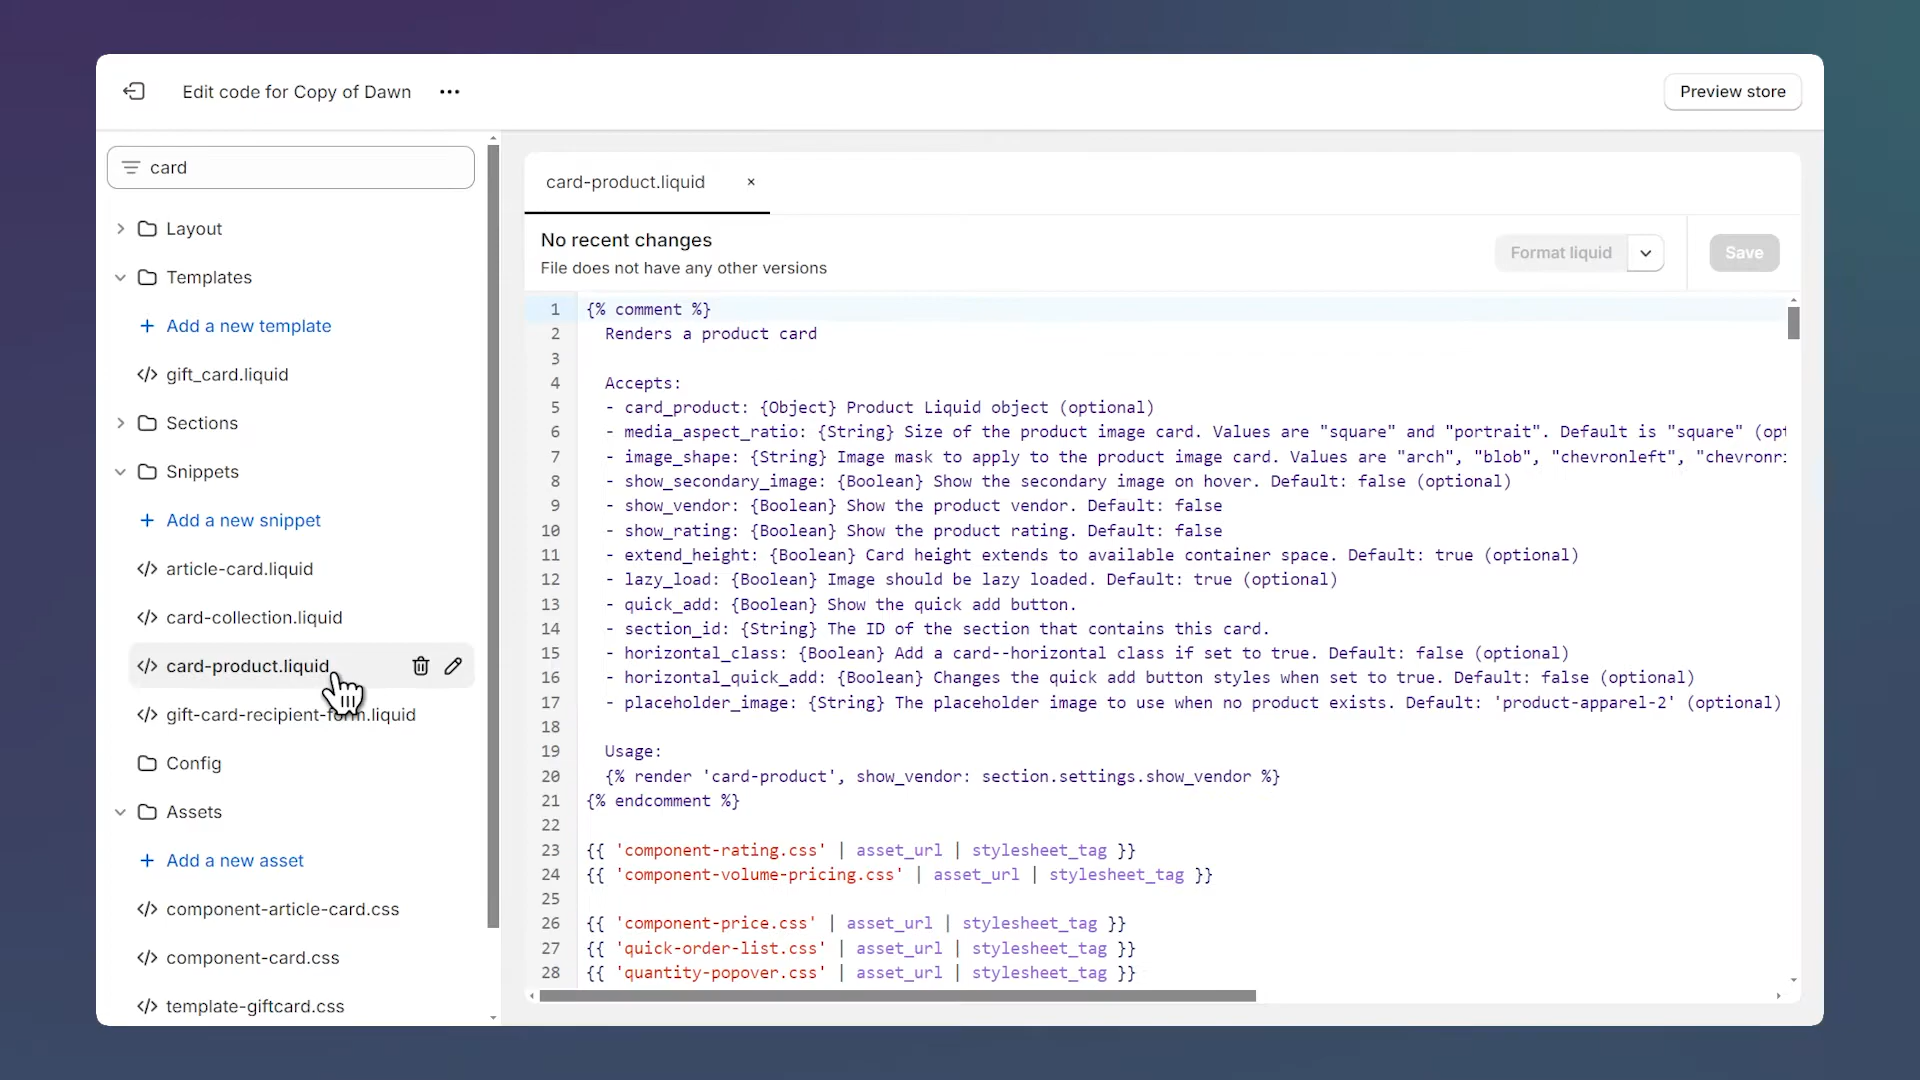 Edit code for Copy of Dawn
Preview store
card
Layout
Templates
Add a new template
gift_card.liquid
Sections
Snippets
Add a new snippet
article-card.liquid
card-collection.liquid
card-product.liquid
gift-card-recipient-form.liquid
Config
Assets
Add a new asset
component-article-card.css
component-card.css
template-giftcard.css
card-product.liquid
No recent changes
File does not have any other versions
Format liquid
Save
1 {% comment %}
2 Renders a product card
3
4 Accepts:
5 - card_product: {Object} Product Liquid object (optional)
6 - media_aspect_ratio: {String} Size of the product image card. Values are "square" and "portrait". Default is "square" (opt
7 - image_shape: {String} Image mask to apply to the product image card. Values are "arch", "blob", "chevronleft", "chevronri
8 - show_secondary_image: {Boolean} Show the secondary image on hover. Default: false (optional)
9 - show_vendor: {Boolean} Show the product vendor. Default: false
10 - show_rating: {Boolean} Show the product rating. Default: false
11 - extend_height: {Boolean} Card height extends to available container space. Default: true (optional)
12 - lazy_load: {Boolean} Image should be lazy loaded. Default: true (optional)
13 - quick_add: {Boolean} Show the quick add button.
14 - section_id: {String} The ID of the section that contains this card.
15 - horizontal_class: {Boolean} Add a card--horizontal class if set to true. Default: false (optional)
16 - horizontal_quick_add: {Boolean} Changes the quick add button styles when set to true. Default: false (optional)
17 - placeholder_image: {String} The placeholder image to use when no product exists. Default: 'product-apparel-2' (optional)
18
19 Usage:
20 {% render 'card-product', show_vendor: section.settings.show_vendor %}
21 {% endcomment %}
22
23 {{ 'component-rating.css' | asset_url | stylesheet_tag }}
24 {{ 'component-volume-pricing.css' | asset_url | stylesheet_tag }}
25
26 {{ 'component-price.css' | asset_url | stylesheet_tag }}
27 {{ 'quick-order-list.css' | asset_url | stylesheet_tag }}
28 {{ 'quantity-popover.css' | asset_url | stylesheet_tag }}